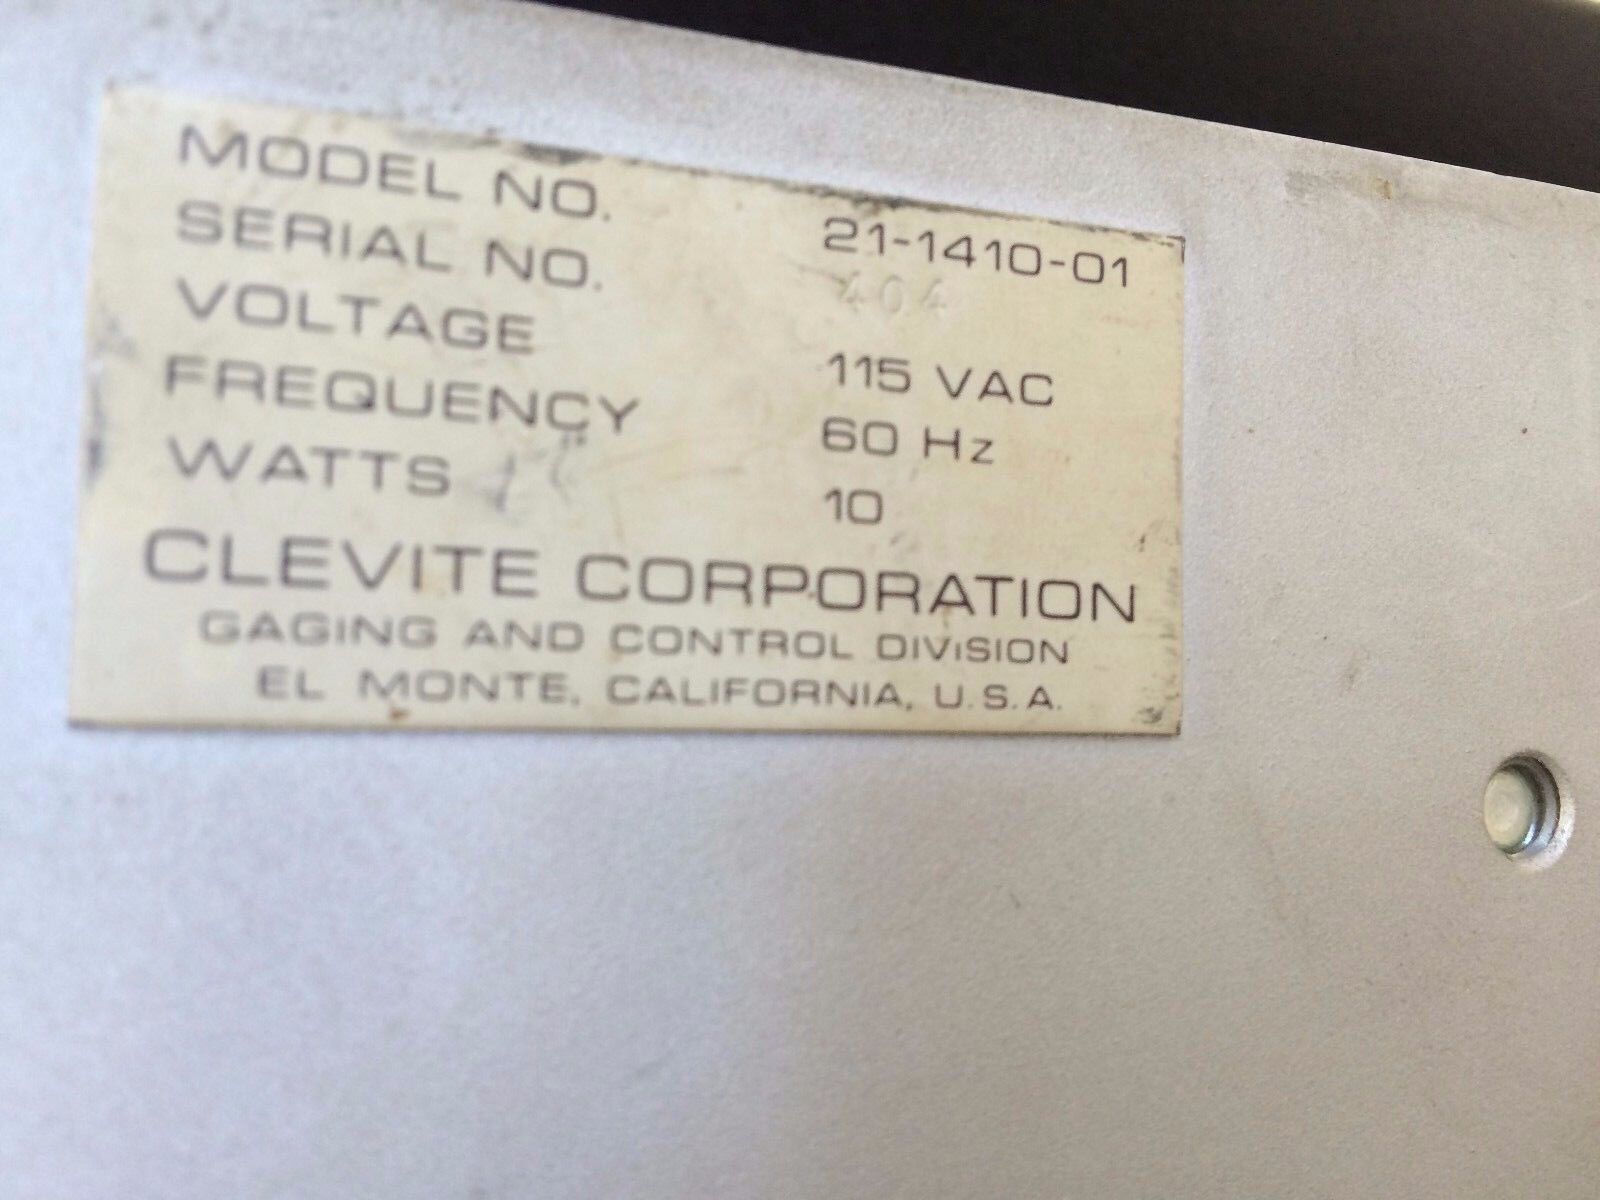 MODEL NO. 21-1410-01
SERIAL NO. 404
VOLTAGE 115 VAC
FREQUENCY 60 Hz
WATTS 10
CLEVITE CORPORATION
GAGING AND CONTROL DIVISION
EL MONTE, CALIFORNIA, U.S.A.